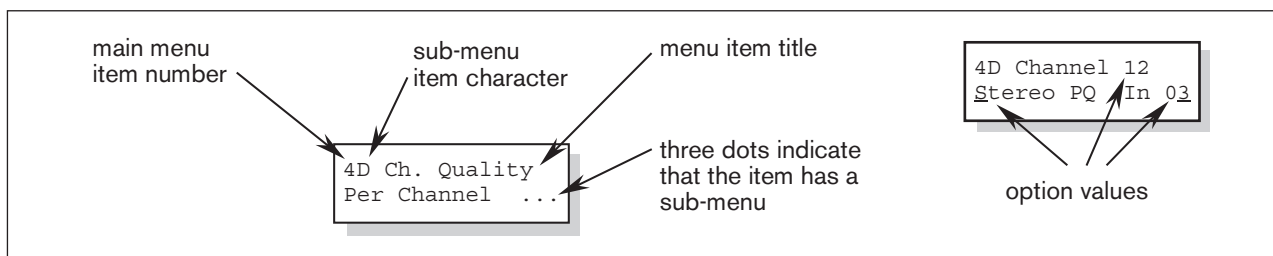 main menu
item number
sub-menu
item character
menu item title
4D Ch. Quality
Per Channel ...
three dots indicate
that the item has a
sub-menu
4D Channel 12
Stereo PQ In 03
option values